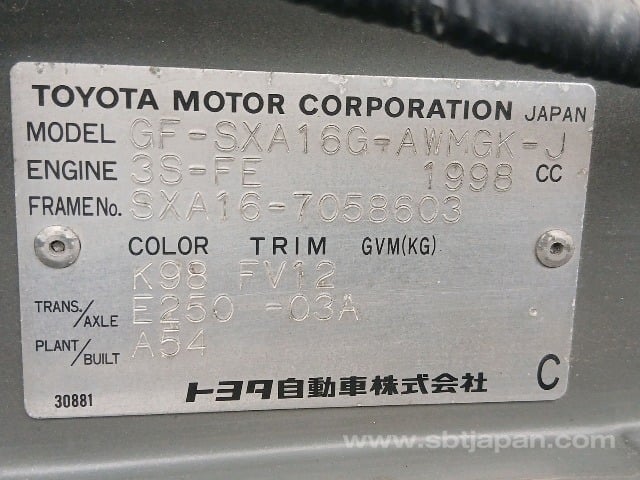 TOYOTA MOTOR CORPORATION JAPAN
MODEL GF-SXA16G-AWMGK-J
ENGINE 3S-FE 1998 CC
FRAME No. SXA16-7058603
COLOR TRIM GVM(KG)
K98 FV12
TRANS./AXLE E250 -03A
PLANT/BUILT A54
30881 トヨタ自動車株式会社 C
www.sbtjapan.com